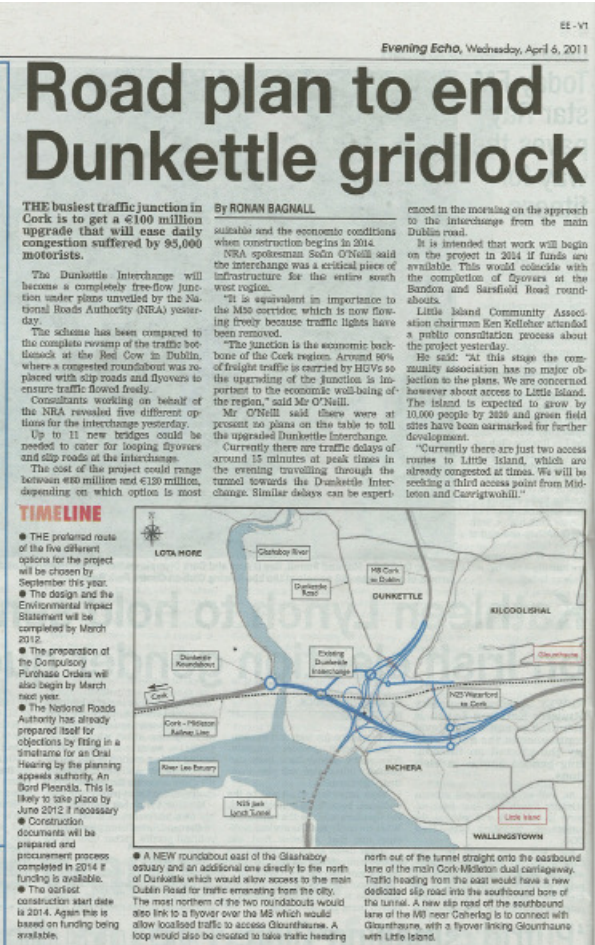 EE - V1
Evening Echo, Wednesday, April 6, 2011
Road plan to end
Dunkettle gridlock
THE busiest traffic junction in
Cork is to get a €100 million
upgrade that will ease daily
congestion suffered by 95,000
motorists.
The Dunkettle Interchange will
become a completely free-flow junc-
tion under plans unveiled by the Na-
tional Roads Authority (NRA) yester-
day.
The scheme has been compared to
the complete revamp of the traffic bot-
tleneck at the Red Cow in Dublin,
where a congested roundabout was re-
placed with slip roads and flyovers to
ensure traffic flowed freely.
Consultants working on behalf of
the NRA revealed five different op-
tions for the interchange yesterday.
Up to 11 new bridges could be
needed to cater for looping flyovers
and slip roads at the interchange.
The cost of the project could range
between €80 million and €120 million,
depending on which option is most
By RONAN BAGNALL
suitable and the economic conditions
when construction begins in 2014.
NRA spokesman Seán O'Neill said
the interchange was a critical piece of
infrastructure for the entire south
west region.
"It is equivalent in importance to
the M50 corridor, which is now flow-
ing freely because traffic lights have
been removed.
"The junction is the economic back-
bone of the Cork region. Around 90%
of freight traffic is carried by HGVs so
the upgrading of the junction is im-
portant to the economic well-being of
the region," said Mr O'Neill.
Mr O'Neill said there were at
present no plans on the table to toll
the upgraded Dunkettle Interchange.
Currently there are traffic delays of
around 15 minutes at peak times in
the evening travelling through the
tunnel towards the Dunkettle Inter-
change. Similar delays can be experi-
enced in the morning on the approach
to the interchange from the main
Dublin road.
It is intended that work will begin
on the project in 2014 if funds are
available. This would coincide with
the completion of flyovers at the
Bandon and Sarsfield Road round-
abouts.
Little Island Community Associ-
ation chairman Ken Kelleher attended
a public consultation process about
the project yesterday.
He said: "At this stage the com-
munity association has no major ob-
jection to the plans. We are concerned
however about access to Little Island.
The island is expected to grow by
10,000 people by 2020 and green field
sites have been earmarked for further
development.
"Currently there are just two access
routes to Little Island, which are
already congested at times. We will be
seeking a third access point from Mid-
leton and Carrigtwohill."
TIMELINE
● THE preferred route
of the five different
options for the project
will be chosen by
September this year.
● The design and the
Environmental Impact
Statement will be
completed by March
2012.
● The preparation of
the Compulsory
Purchase Orders will
also begin by March
next year.
● The National Roads
Authority has already
prepared itself for
objections by fitting in a
timeframe for an Oral
Hearing by the planning
appeals authority, An
Bord Pleanála. This is
likely to take place by
June 2012 if necessary
● Construction
documents will be
prepared and
procurement process
completed in 2014 if
funding is available.
● The earliest
construction start date
is 2014. Again this is
based on funding being
available.
N
LOTA MORE
Glashaboy River
M8 Cork
to Dublin
Dunkettle
Road
DUNKETTLE
KILCOOLISHAL
Dunkettle
Roundabout
Existing
Dunkettle
Interchange
Glounthaune
Cork
N25 Waterford
to Cork
Cork - Midleton
Railway Line
River Lee Estuary
INCHERA
N25 Jack
Lynch Tunnel
Little Island
WALLINGSTOWN
● A NEW roundabout east of the Glashaboy
estuary and an additional one directly to the north
of Dunkettle which would allow access to the main
Dublin Road for traffic emanating from the city.
The most northern of the two roundabouts would
also link to a flyover over the M8 which would
allow localised traffic to access Glounthaune. A
loop would also be created to take traffic heading
north out of the tunnel straight onto the eastbound
lane of the main Cork-Midleton dual carriageway.
Traffic heading from the east would have a new
dedicated slip road into the southbound bore of
the tunnel. A new slip road off the southbound
lane of the M8 near Caherlag is to connect with
Glounthaune, with a flyover linking Glounthaune
with Little Island.